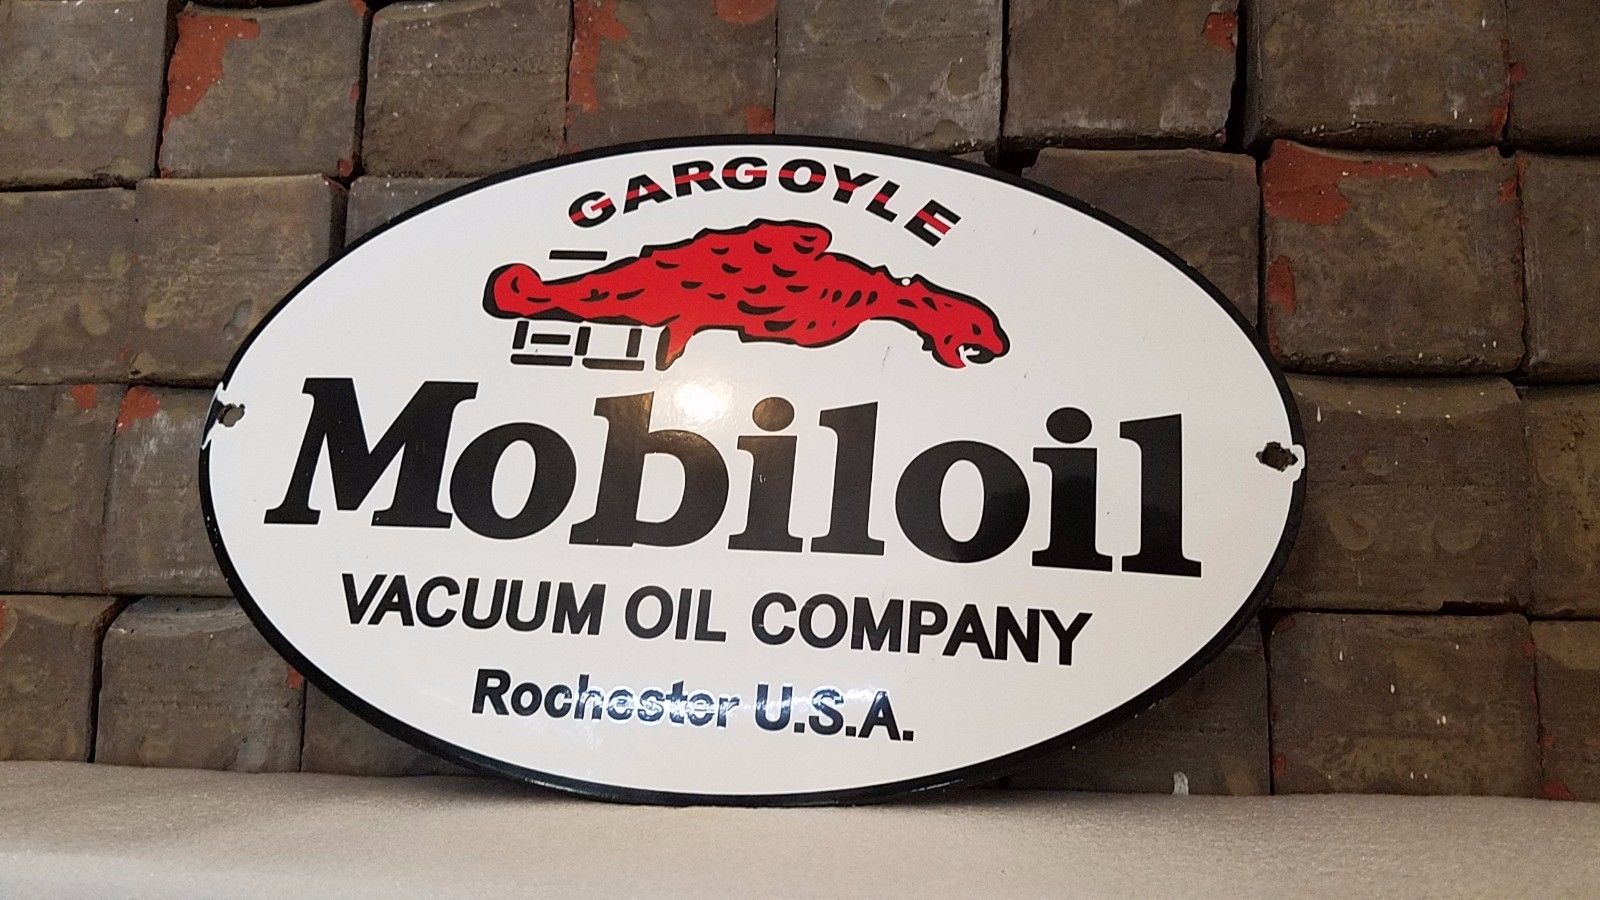 GARGOYLE
Mobiloil
VACUUM OIL COMPANY
Rochester U.S.A.